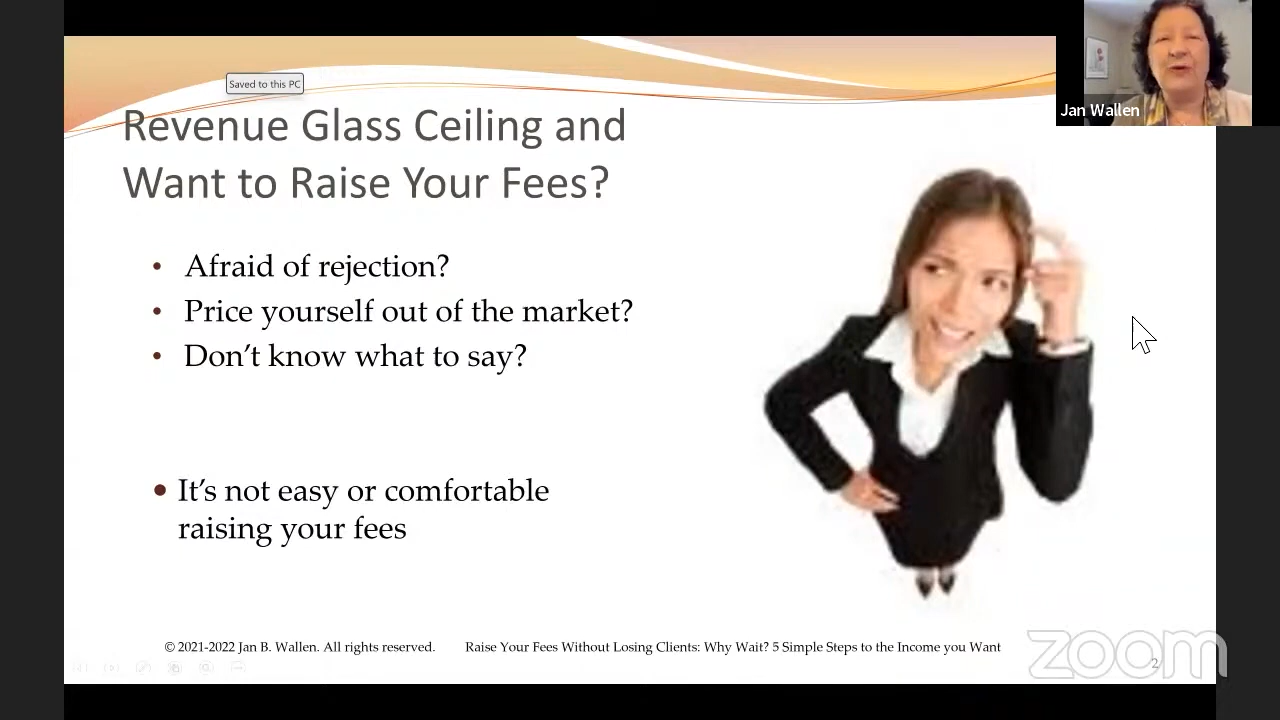 Saved to this PC
Jan Wallen
Revenue Glass Ceiling and
Want to Raise Your Fees?
• Afraid of rejection?
• Price yourself out of the market?
• Don’t know what to say?
• It’s not easy or comfortable
raising your fees
© 2021-2022 Jan B. Wallen. All rights reserved. Raise Your Fees Without Losing Clients: Why Wait? 5 Simple Steps to the Income you Want
zoom
2